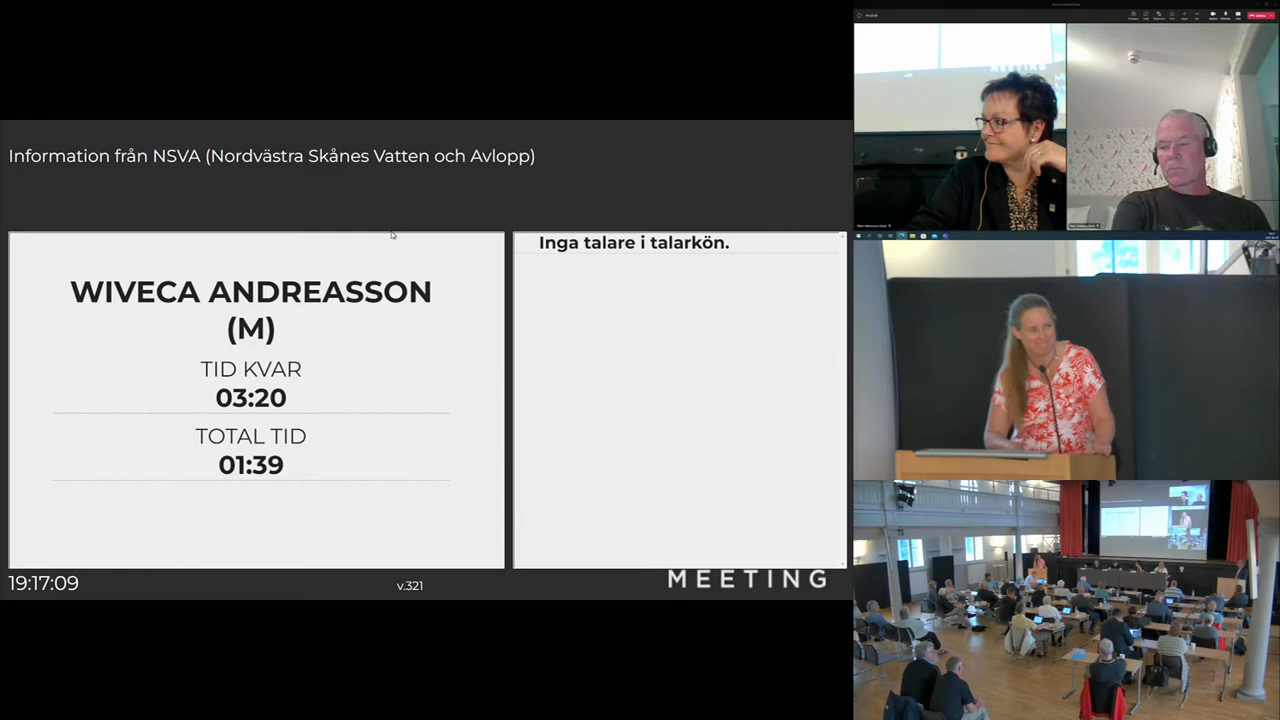 Information från NSVA (Nordvästra Skånes Vatten och Avlopp)
WIVECA ANDREASSON
(M)
TID KVAR
03:20
TOTAL TID
01:39
Inga talare i talarkön.
19:17:09
v.321
MEETING
MEETING